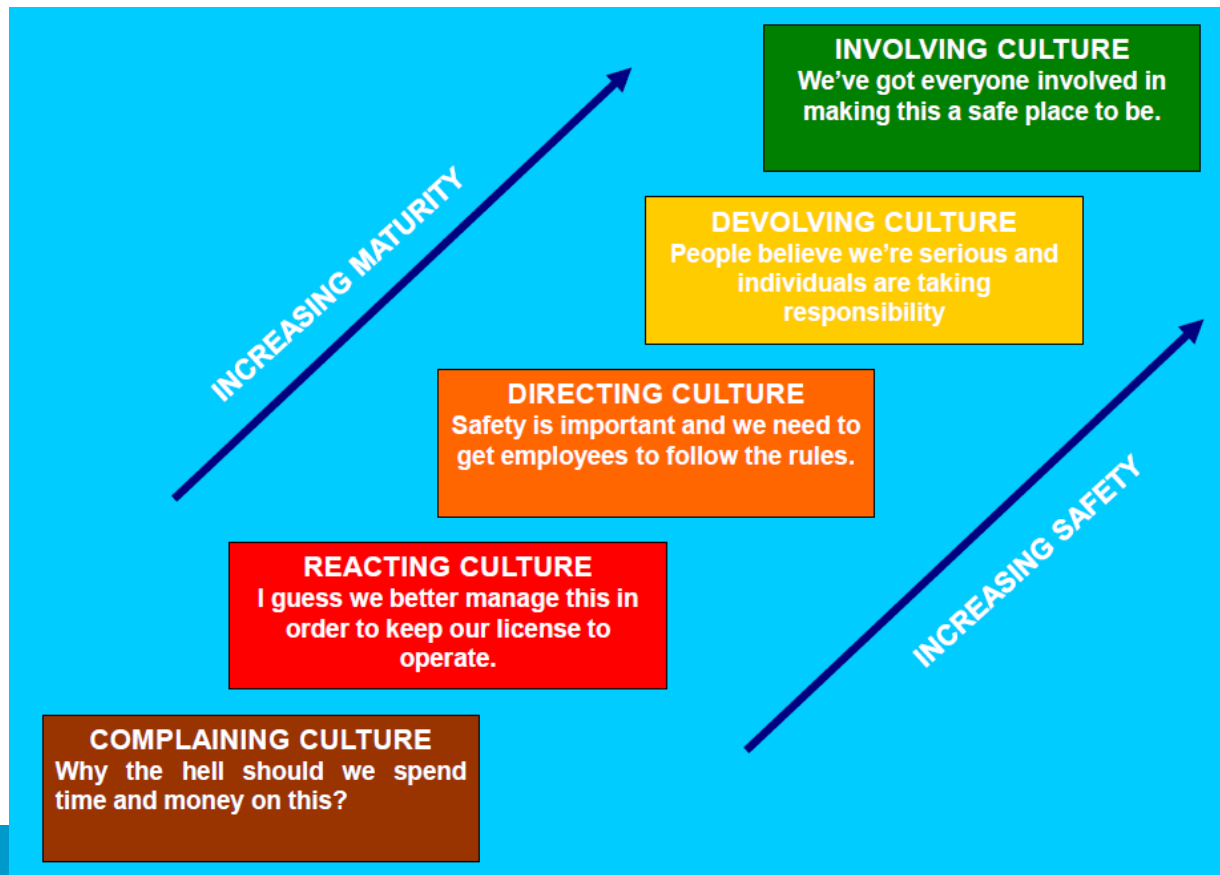 INVOLVING CULTURE
We’ve got everyone involved in
making this a safe place to be.
INCREASING MATURITY
DEVOLVING CULTURE
People believe we’re serious and
individuals are taking
responsibility
DIRECTING CULTURE
Safety is important and we need to
get employees to follow the rules.
INCREASING SAFETY
REACTING CULTURE
I guess we better manage this in
order to keep our license to
operate.
COMPLAINING CULTURE
Why the hell should we spend
time and money on this?